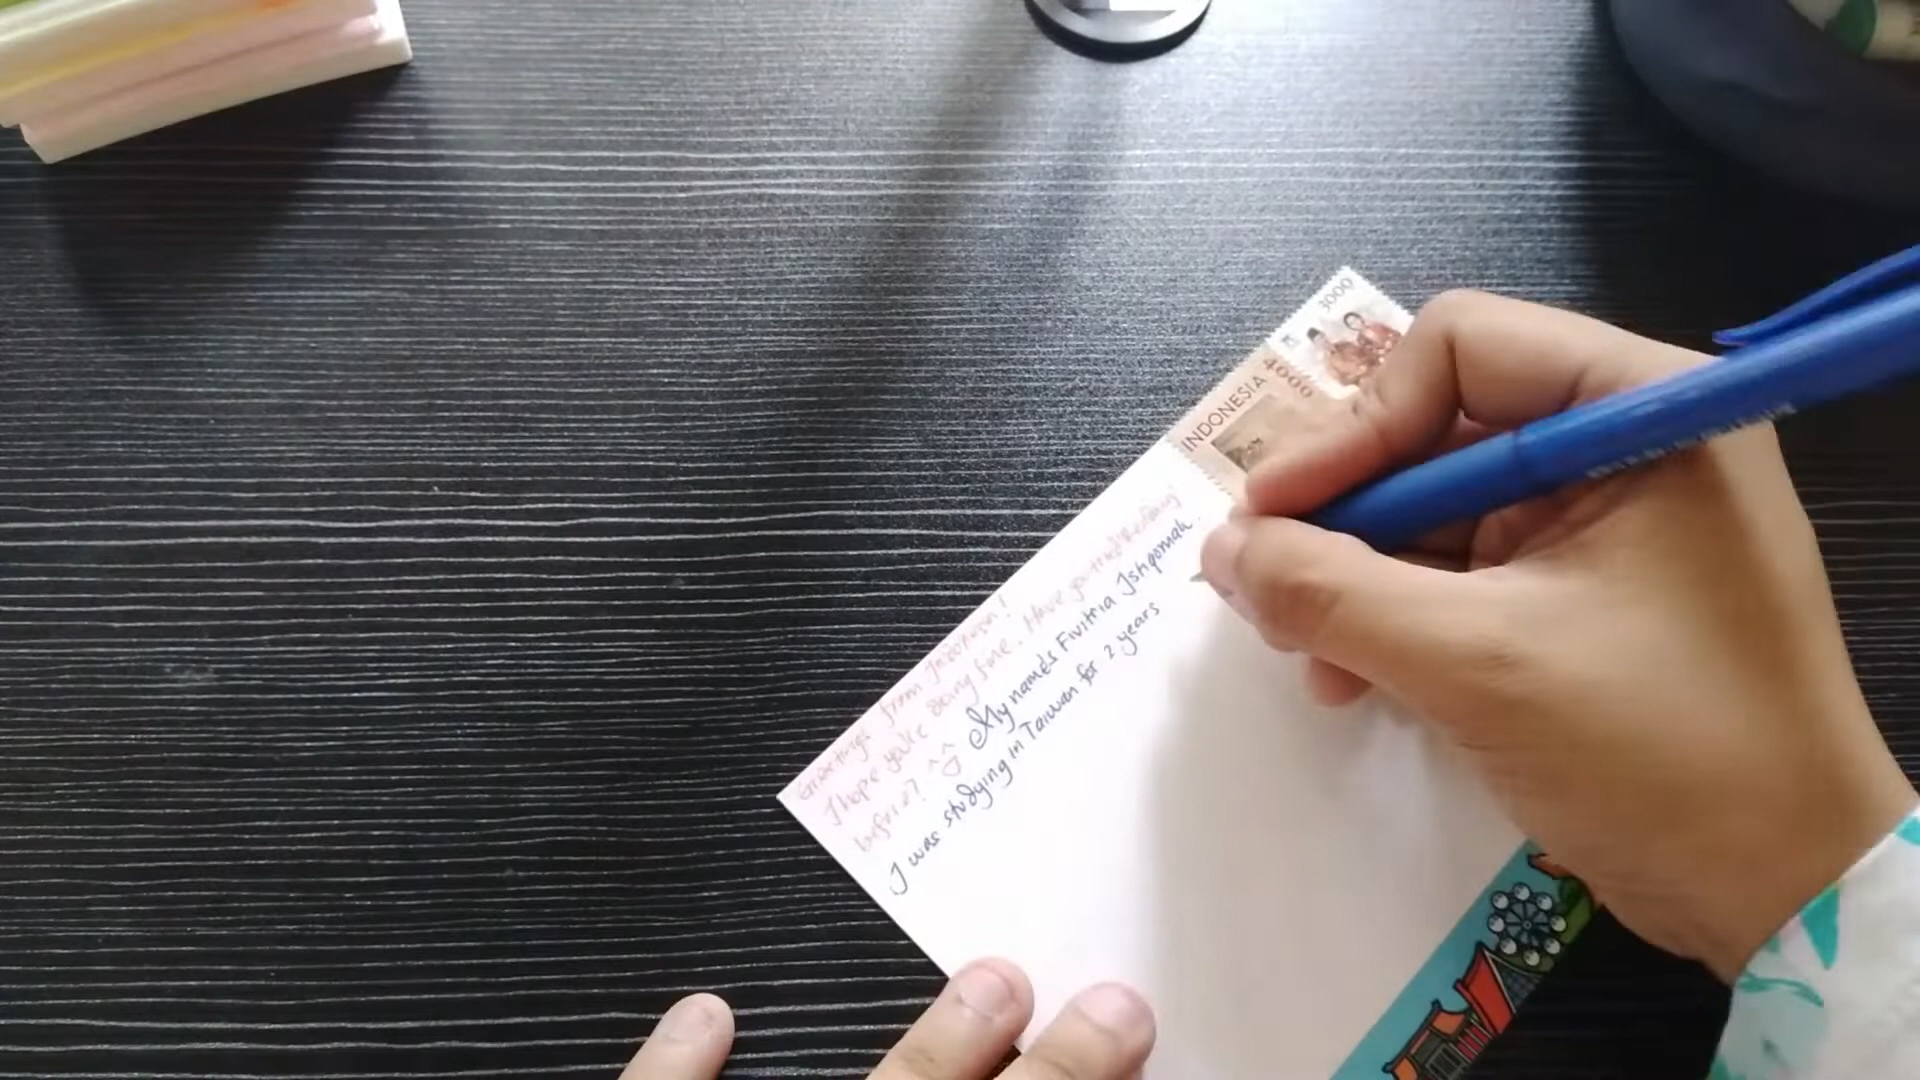 3000
INDONESIA 4000
Greetings from Indonesia!
I hope you're doing fine. Have you
before? ^J^ My name's Fivitria Istiqomah.
I was studying in Taiwan for 2 years